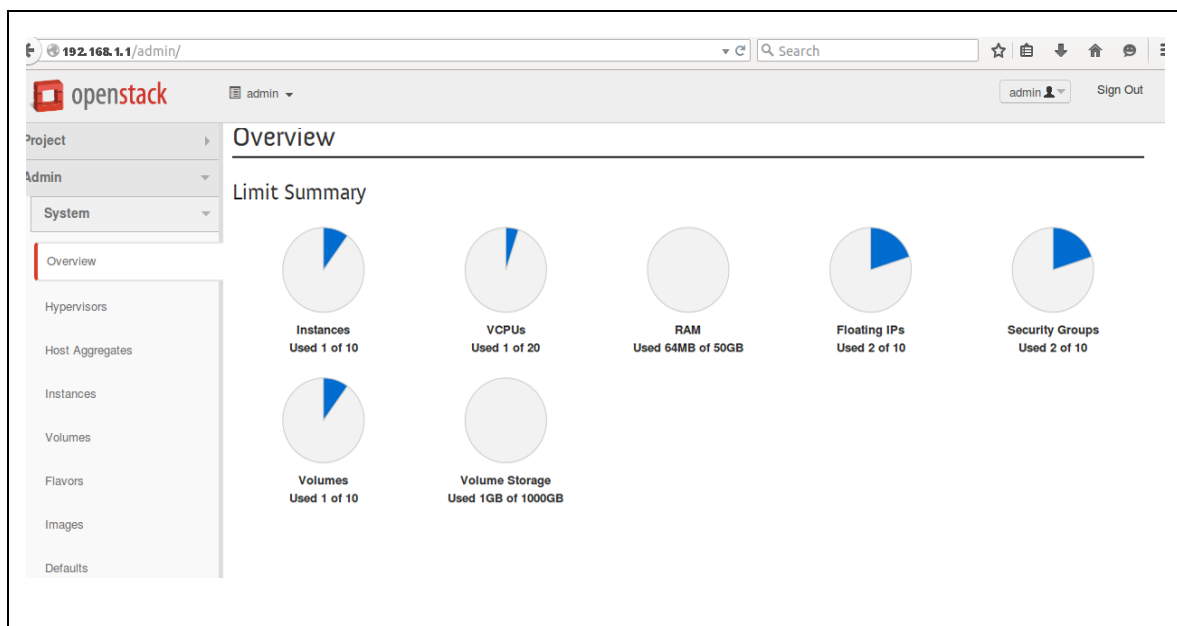 192.168.1.1/admin/
Search
openstack
admin
admin
Sign Out
Project
Admin
System
Overview
Hypervisors
Host Aggregates
Instances
Volumes
Flavors
Images
Defaults
Overview
Limit Summary
Instances
Used 1 of 10
VCPUs
Used 1 of 20
RAM
Used 64MB of 50GB
Floating IPs
Used 2 of 10
Security Groups
Used 2 of 10
Volumes
Used 1 of 10
Volume Storage
Used 1GB of 1000GB